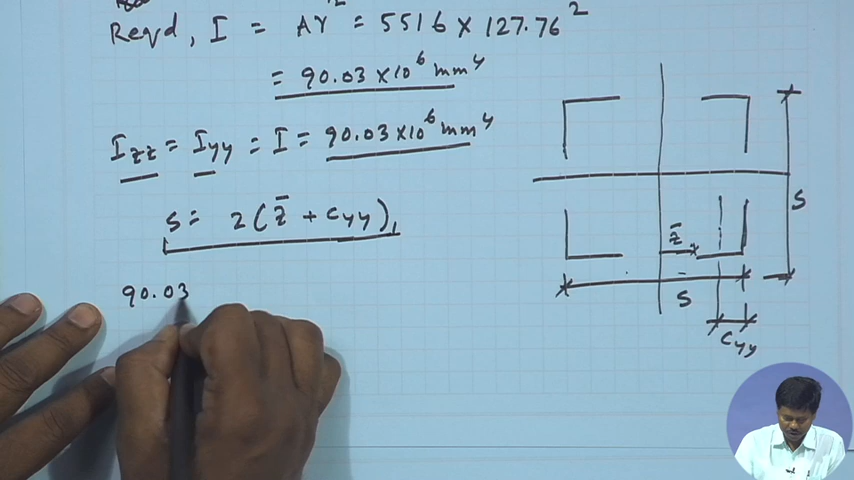 Reqd, I = Ar² = 5516 × 127.76²
= 90.03 ×10⁶ mm⁴
Izz = Iyy = I = 90.03×10⁶ mm⁴
S = 2(z̄ + Cyy)
90.03
S
z̄
S
Cyy